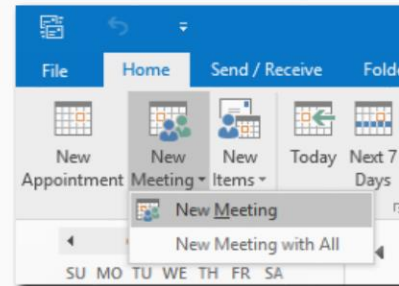 File Home Send / Receive Fold
New Appointment New Meeting New Items Today Next 7 Days
New Meeting
New Meeting with All
SU MO TU WE TH FR SA